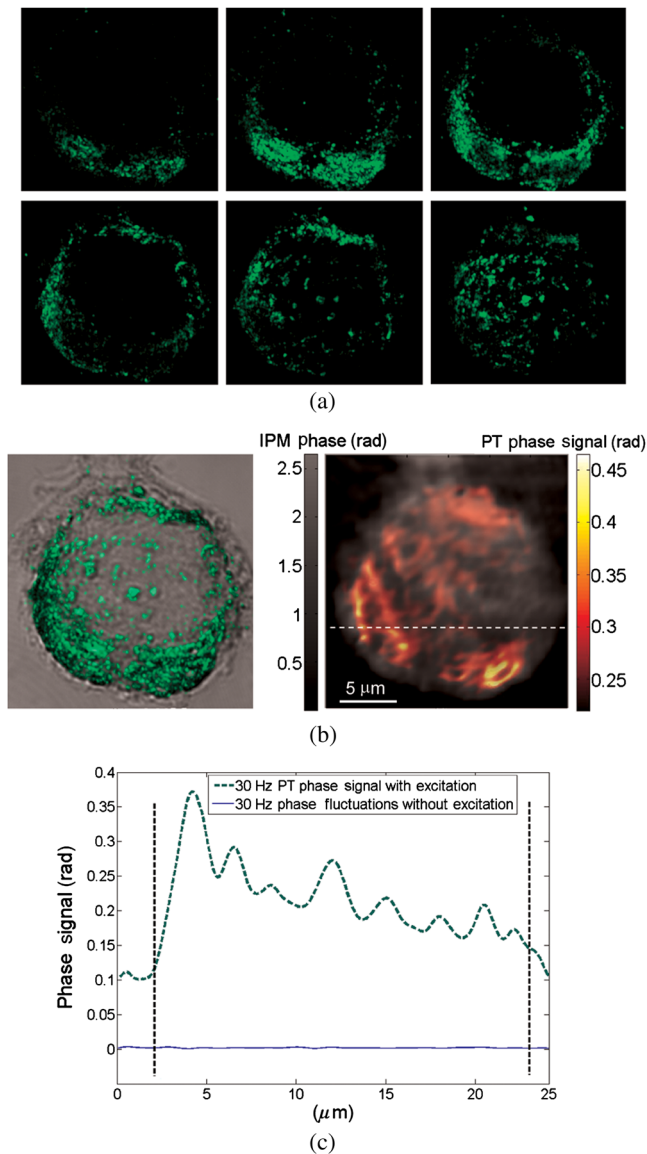 (a)
IPM phase (rad)
PT phase signal (rad)
2.5
2
1.5
1
0.5
0.45
0.4
0.35
0.3
0.25
5 μm
(b)
0.4
0.35
0.3
0.25
0.2
0.15
0.1
0.05
0
Phase signal (rad)
30 Hz PT phase signal with excitation
30 Hz phase fluctuations without excitation
0
5
10
15
20
25
(μm)
(c)